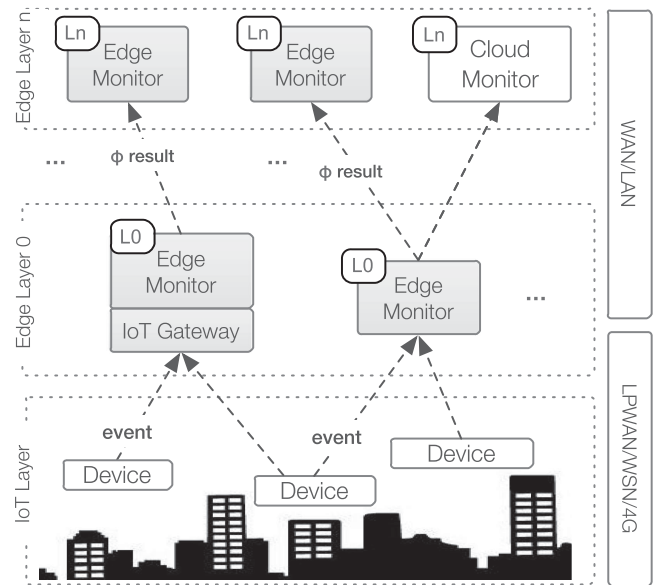 Edge Layer n
Ln
Edge
Monitor
Ln
Edge
Monitor
Ln
Cloud
Monitor
WAN/LAN
...
ϕ result
...
ϕ result
Edge Layer 0
L0
Edge
Monitor
IoT Gateway
L0
Edge
Monitor
...
IoT Layer
event
Device
event
Device
Device
LPWAN/WSN/4G